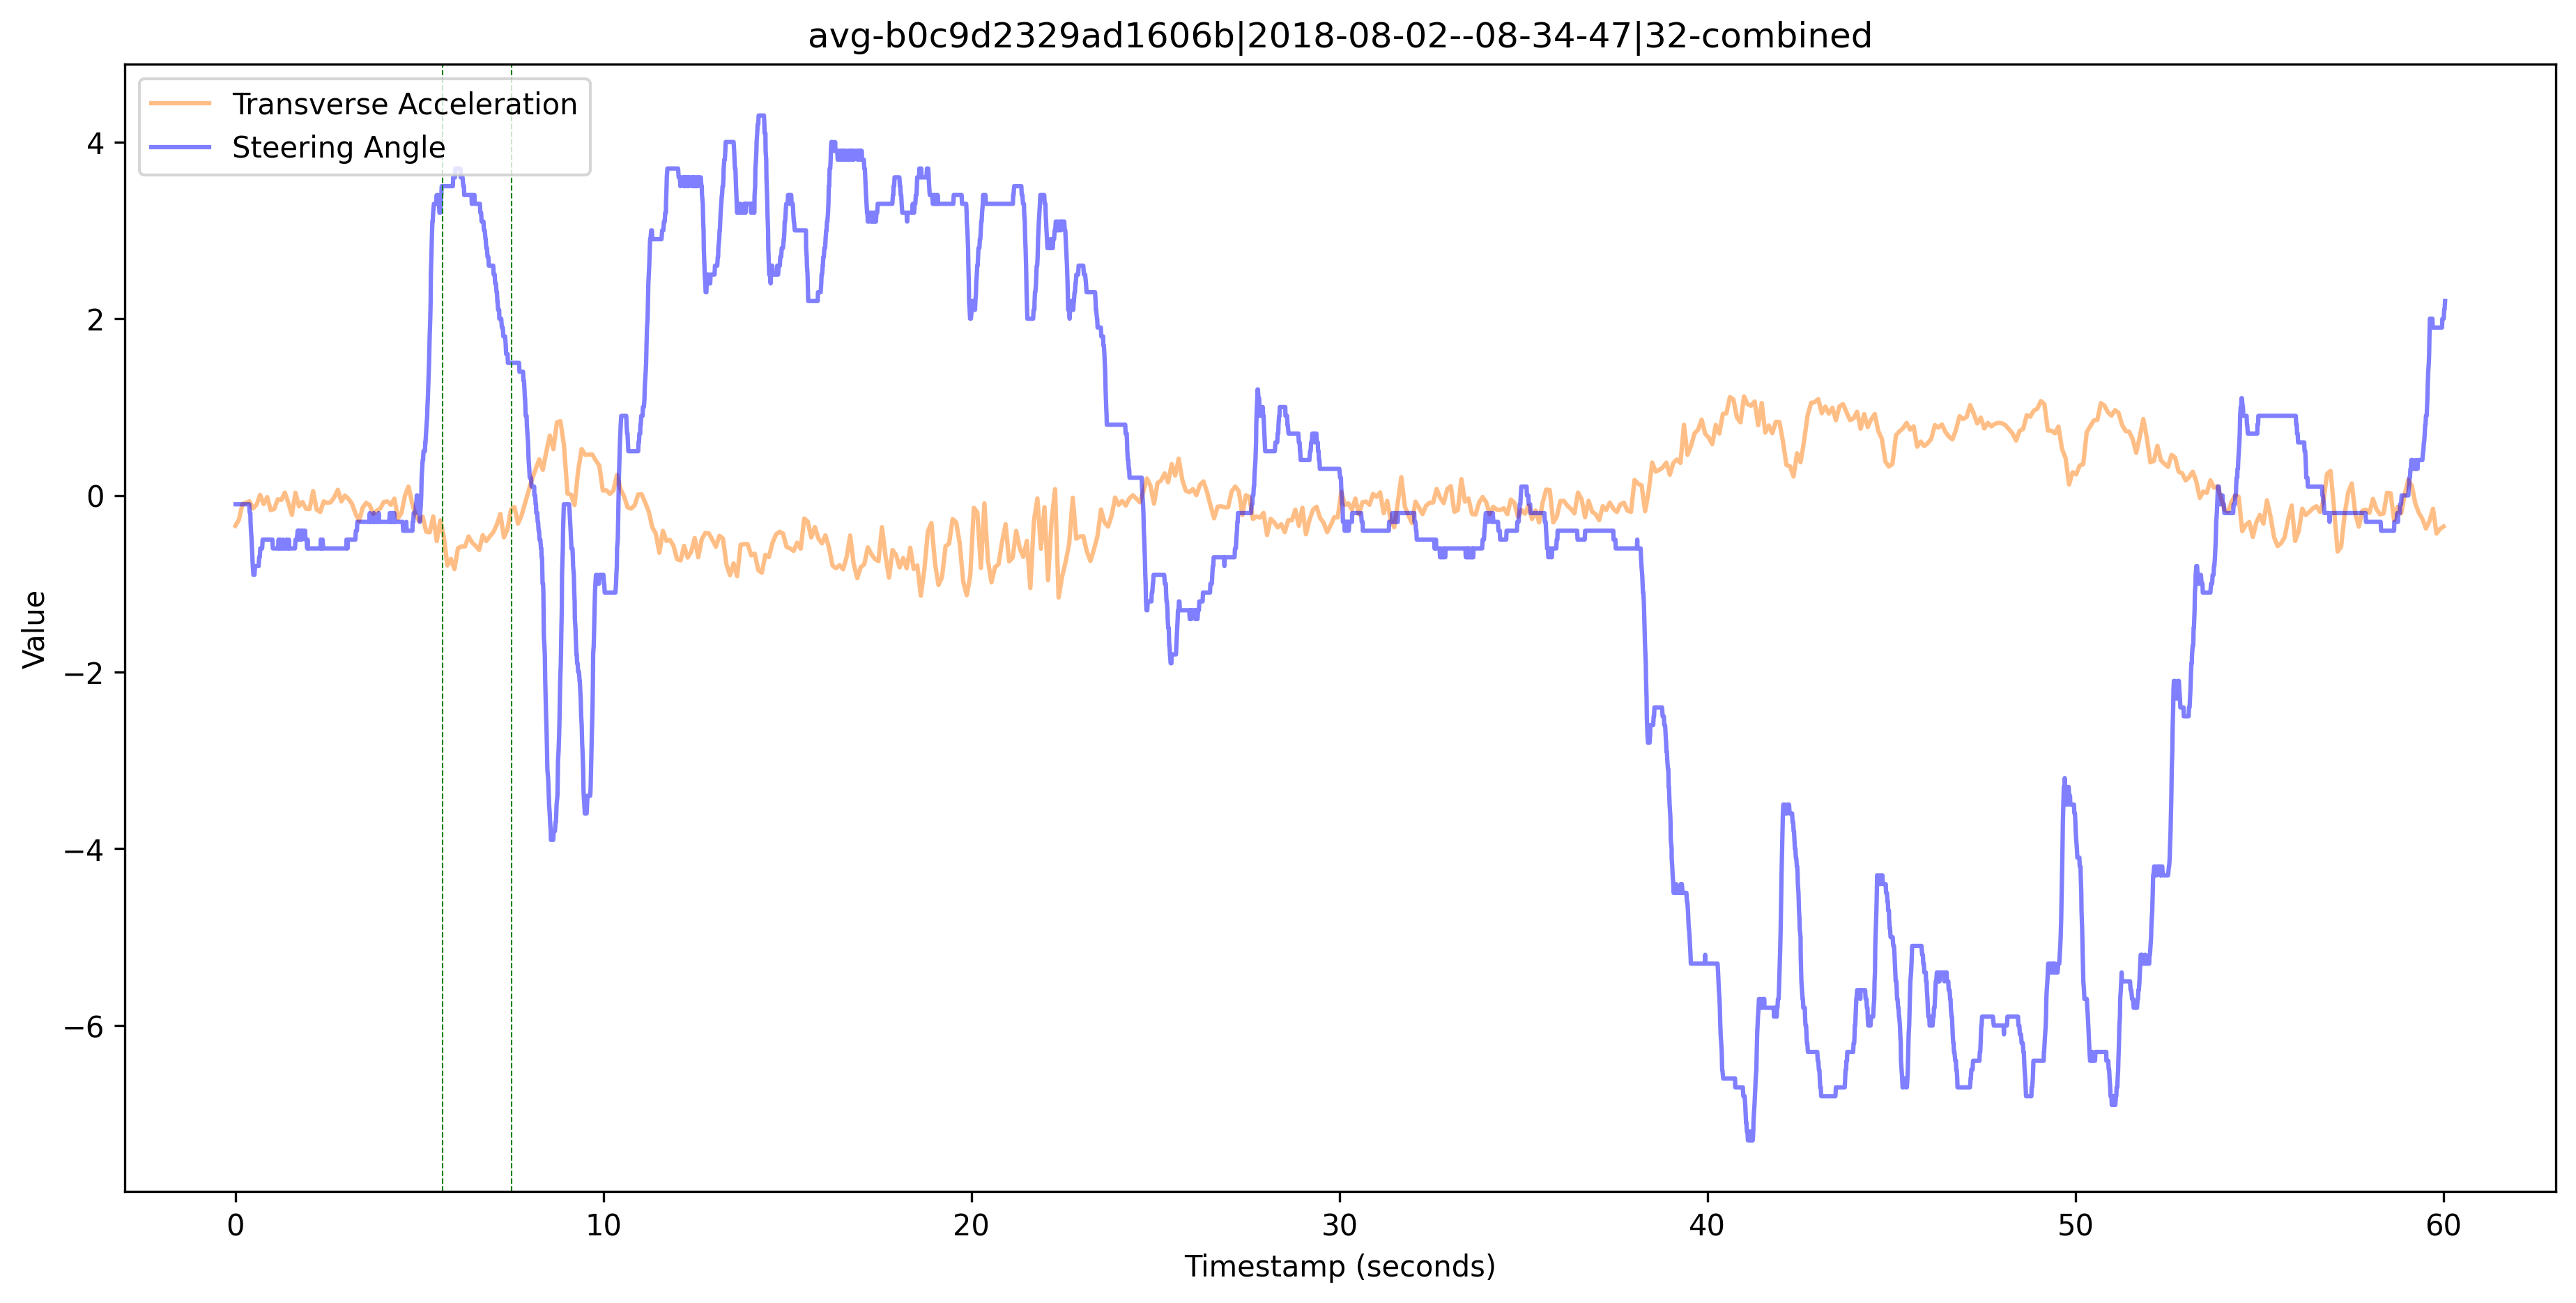 avg-b0c9d2329ad1606b|2018-08-02--08-34-47|32-combined
Transverse Acceleration
Steering Angle
4
2
0
−2
−4
−6
Value
0 10 20 30 40 50 60
Timestamp (seconds)